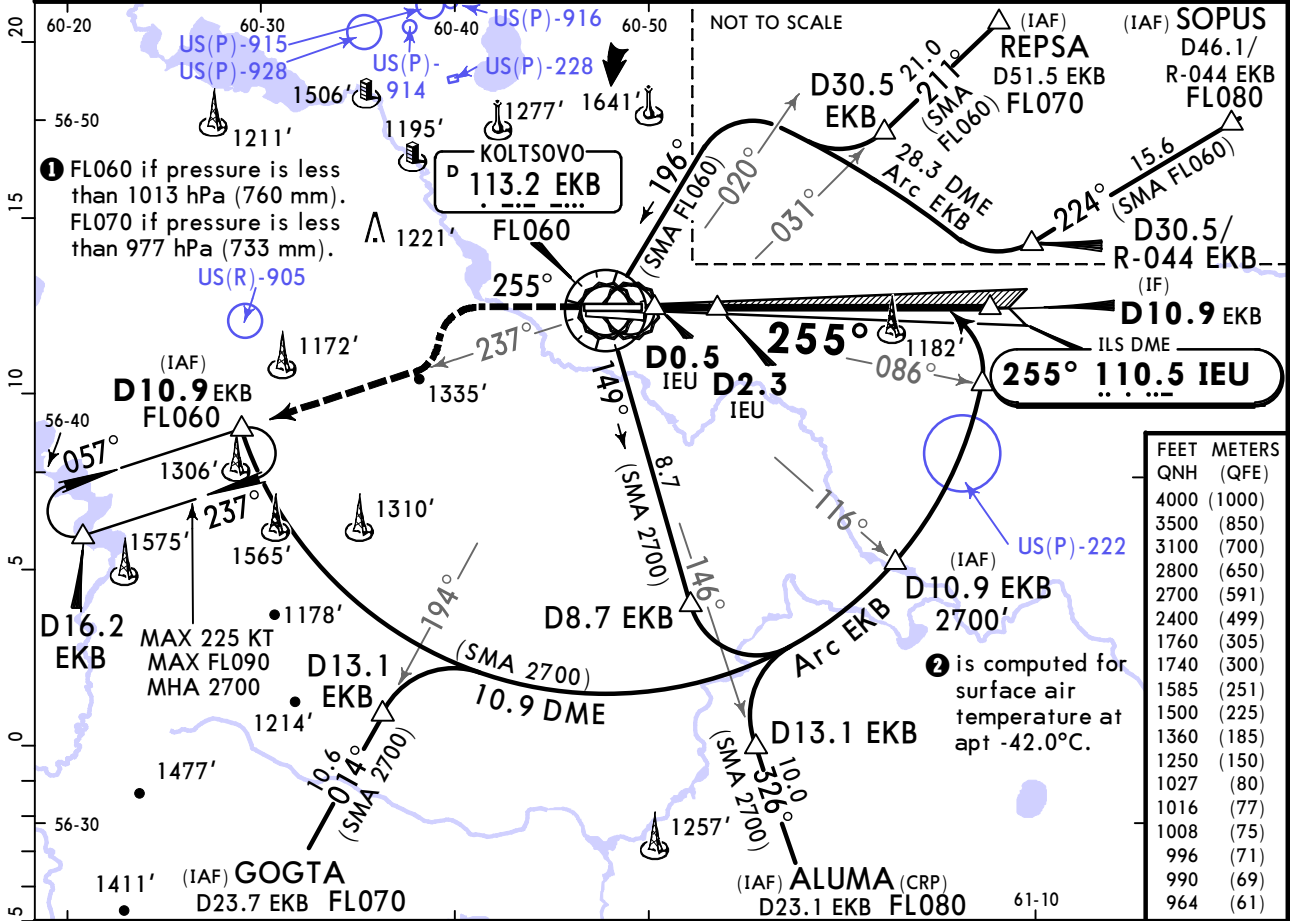 20
60-20
60-30
60-40
60-50
US(P)-915
US(P)-928
US(P)-916
US(P)-
914
US(P)-228
NOT TO SCALE
(IAF)
REPSA
D51.5 EKB
FL070
(IAF) SOPUS
D46.1/
R-044 EKB
FL080
D30.5
EKB
21.0
211°
(SMA
FL060)
15.6
224°
(SMA FL060)
28.3 DME
Arc EKB
D30.5/
R-044 EKB
020°
031°
196°
(SMA FL060)
56-50
1506'
1211'
1195'
1277'
1641'
1221'
❶ FL060 if pressure is less
than 1013 hPa (760 mm).
FL070 if pressure is less
than 977 hPa (733 mm).
KOLTSOVO
D 113.2 EKB
FL060
15
US(R)-905
255°
237°
(IF)
D10.9 EKB
ILS DME
255° 110.5 IEU
255°
1182'
086°
D0.5
IEU
D2.3
IEU
1172'
1335'
10
(IAF)
D10.9 EKB
FL060
56-40
057°
237°
1306'
1310'
1565'
1575'
149°
8.7
(SMA 2700)
146°
116°
US(P)-222
(IAF)
D10.9 EKB
2700'
5
D16.2
EKB
MAX 225 KT
MAX FL090
MHA 2700
1178'
1214'
194°
D8.7 EKB
Arc EKB
(SMA 2700)
10.9 DME
D13.1
EKB
10.6
014°
(SMA 2700)
D13.1 EKB
10.0
326°
(SMA 2700)
❷ is computed for
surface air
temperature at
apt -42.0°C.
0
1477'
56-30
1257'
1411'
(IAF) GOGTA
D23.7 EKB FL070
(IAF) ALUMA (CRP)
D23.1 EKB FL080
61-10
5
FEET METERS
QNH (QFE)
4000 (1000)
3500 (850)
3100 (700)
2800 (650)
2700 (591)
2400 (499)
1760 (305)
1740 (300)
1585 (251)
1500 (225)
1360 (185)
1250 (150)
1027 (80)
1016 (77)
1008 (75)
996 (71)
990 (69)
964 (61)